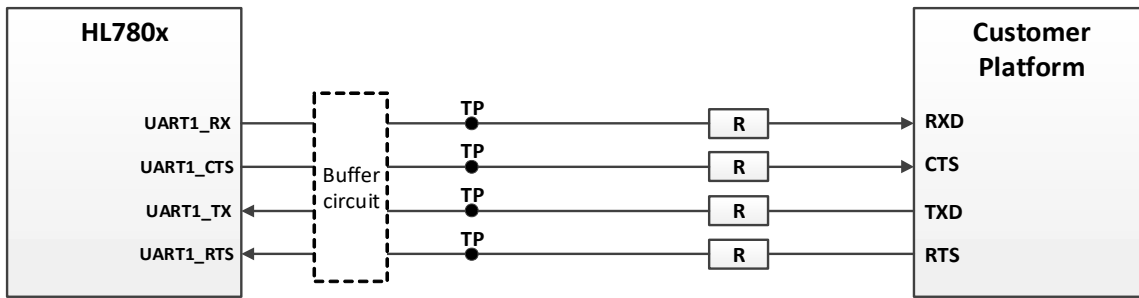 HL780x
Customer
Platform
UART1_RX
TP
R
RXD
UART1_CTS
TP
R
CTS
Buffer
circuit
UART1_TX
TP
R
TXD
UART1_RTS
TP
R
RTS